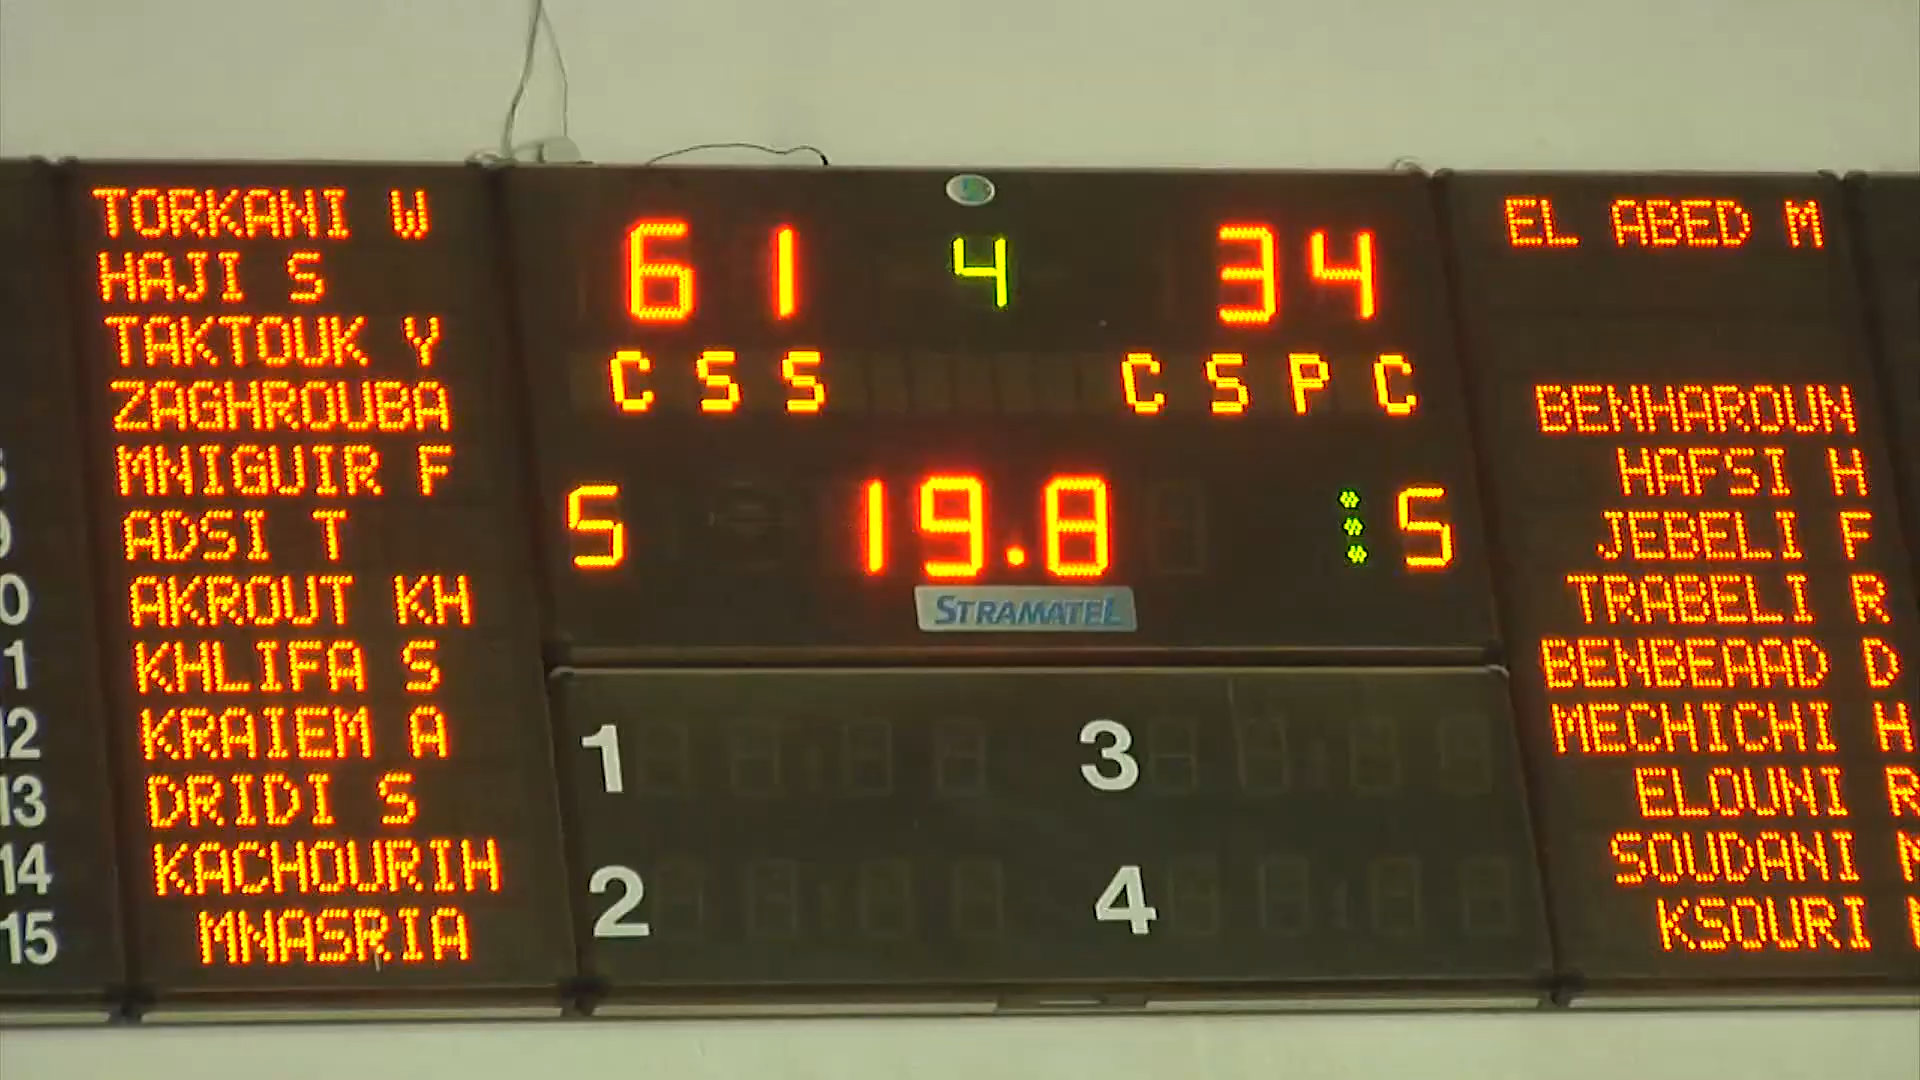 TORKANI W
HAJI S
TAKTOUK Y
ZAGHROUBA
MNIGUIR F
ADSI T
AKROUT KH
KHLIFA S
KRAIEM A
DRIDI S
KACHOURIH
MNASRIA
0
1
12
13
14
15
61 4 34
CSS CSPC
5 19.8 5
STRAMATEL
1 3
2 4
EL ABED M
BENHAROUN
HAFSI H
JEBELI F
TRABELI R
BENBEAAD D
MECHICHI H
ELOUNI R
SOUDANI
KSOURI